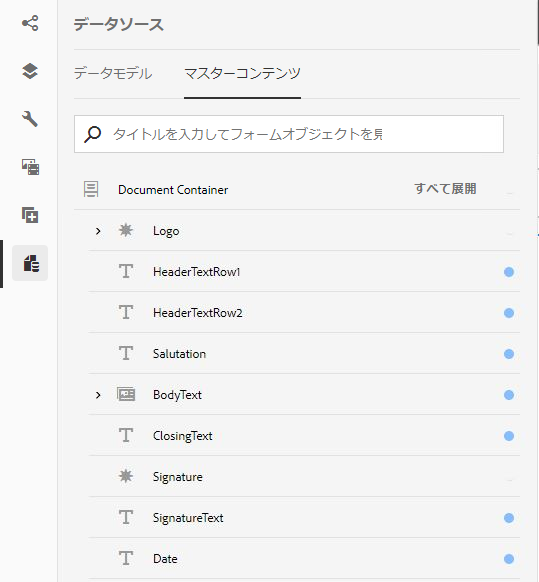 データソース
データモデル マスターコンテンツ
タイトルを入力してフォームオブジェクトを見
Document Container すべて展開
Logo
HeaderTextRow1
HeaderTextRow2
Salutation
BodyText
ClosingText
Signature
SignatureText
Date